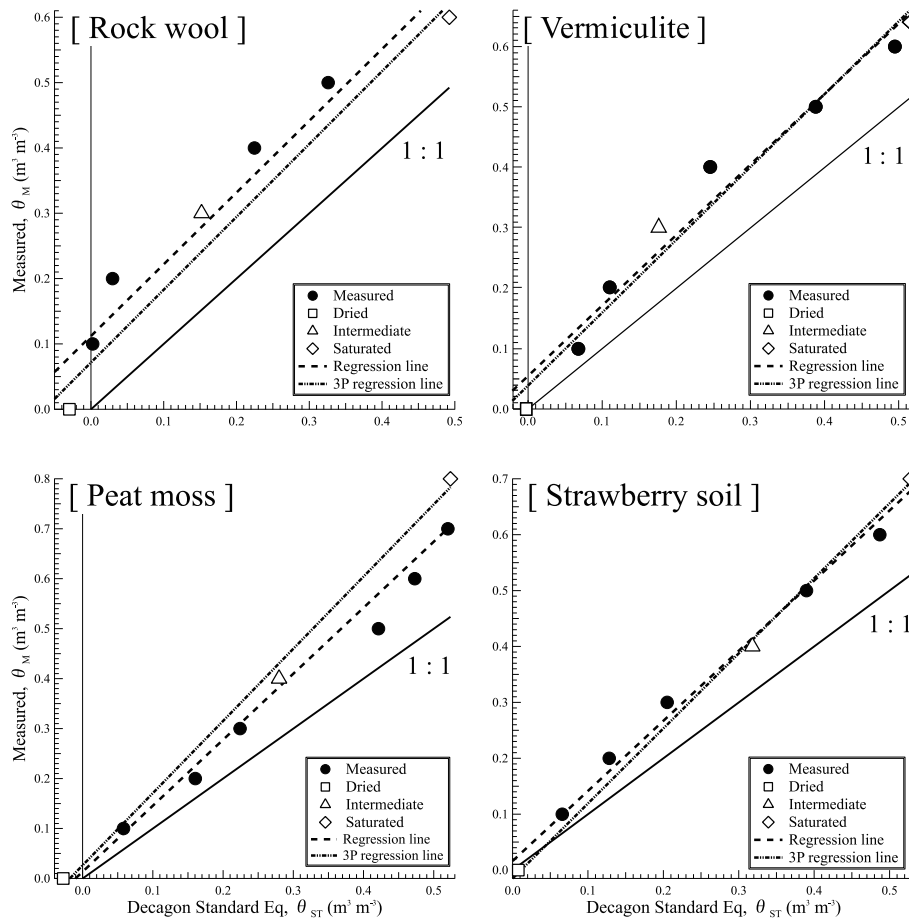 [ Rock wool ]
0.6
0.5
0.4
0.3
0.2
0.1
0.0
Measured, θ M (m³ m-³)
1 : 1
Measured
Dried
Intermediate
Saturated
Regression line
3P regression line
0.0 0.1 0.2 0.3 0.4 0.5
[ Vermiculite ]
0.6
0.5
0.4
0.3
0.2
0.1
0.0
1 : 1
Measured
Dried
Intermediate
Saturated
Regression line
3P regression line
0.0 0.1 0.2 0.3 0.4 0.5
[ Peat moss ]
0.8
0.7
0.6
0.5
0.4
0.3
0.2
0.1
0.0
Measured, θ M (m³ m-³)
1 : 1
Measured
Dried
Intermediate
Saturated
Regression line
3P regression line
0.0 0.1 0.2 0.3 0.4 0.5
Decagon Standard Eq, θ ST (m³ m-³)
[ Strawberry soil ]
0.7
0.6
0.5
0.4
0.3
0.2
0.1
0.0
1 : 1
Measured
Dried
Intermediate
Saturated
Regression line
3P regression line
0.0 0.1 0.2 0.3 0.4 0.5
Decagon Standard Eq, θ ST (m³ m-³)